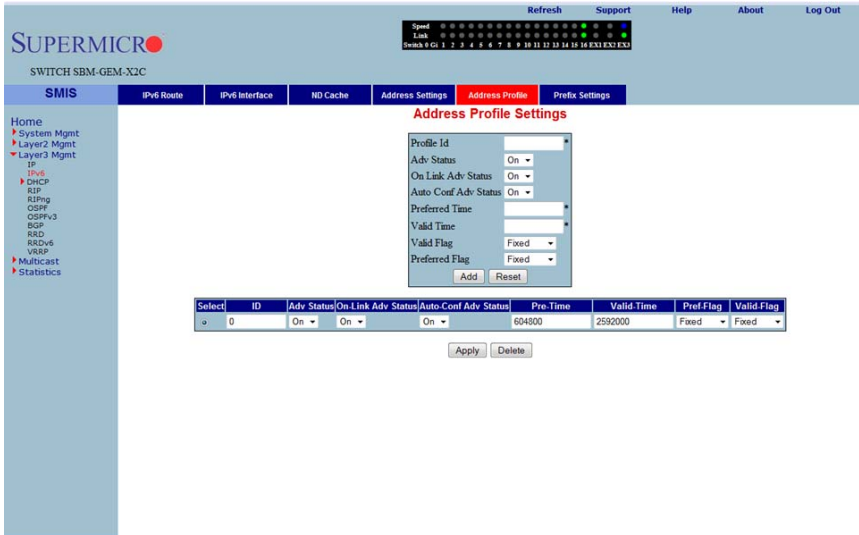 Refresh Support Help About Log Out
Speed
Link
Switch 0 Gi 1 2 3 4 5 6 7 8 9 10 11 12 13 14 15 16 EX1 EX2 EX3
SUPERMICRO
SWITCH SBM-GEM-X2C
SMIS
IPv6 Route IPv6 Interface ND Cache Address Settings Address Profile Prefix Settings
Home
System Mgmt
Layer2 Mgmt
Layer3 Mgmt
IP
IPv6
DHCP
RIP
RIPng
OSPF
OSPFv3
BGP
RRD
RRDv6
VRRP
Multicast
Statistics
Address Profile Settings
Profile Id *
Adv Status On
On Link Adv Status On
Auto Conf Adv Status On
Preferred Time *
Valid Time *
Valid Flag Fixed
Preferred Flag Fixed
Add Reset
Select ID Adv Status On-Link Adv Status Auto-Conf Adv Status Pre-Time Valid-Time Pref-Flag Valid-Flag
0 On On On 604800 2592000 Fixed Fixed
Apply Delete